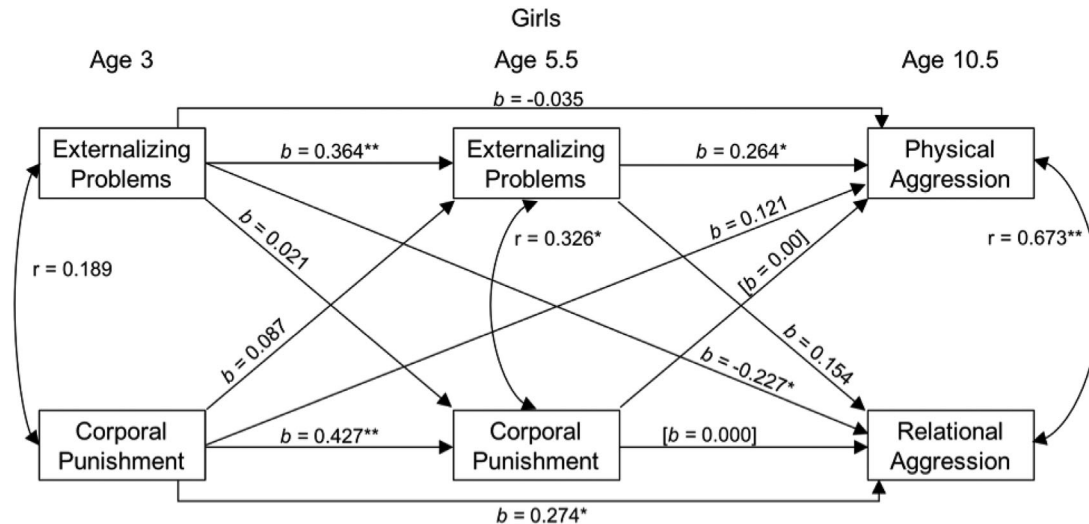 Girls
Age 3
Age 5.5
Age 10.5
b = -0.035
Externalizing
Problems
b = 0.364**
Externalizing
Problems
b = 0.264*
Physical
Aggression
b = 0.021
b = 0.121
r = 0.189
r = 0.326*
[b = 0.00]
r = 0.673**
b = 0.087
b = -0.227*
b = 0.154
Corporal
Punishment
b = 0.427**
Corporal
Punishment
[b = 0.000]
Relational
Aggression
b = 0.274*